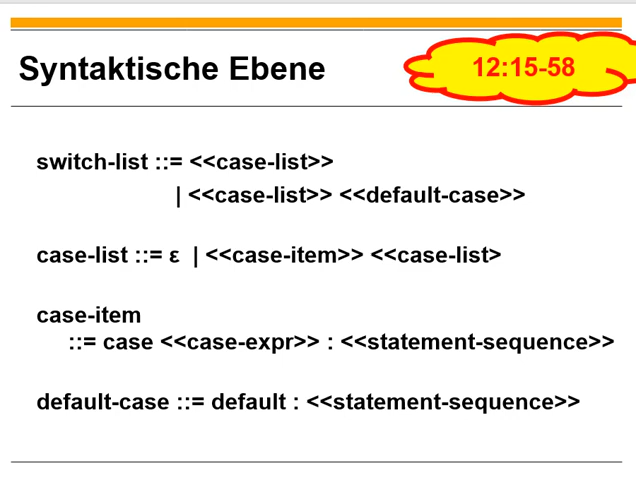 Syntaktische Ebene
12:15-58
switch-list ::= <<case-list>>
| <<case-list>> <<default-case>>
case-list ::= ε | <<case-item>> <<case-list>
case-item
::= case <<case-expr>> : <<statement-sequence>>
default-case ::= default : <<statement-sequence>>